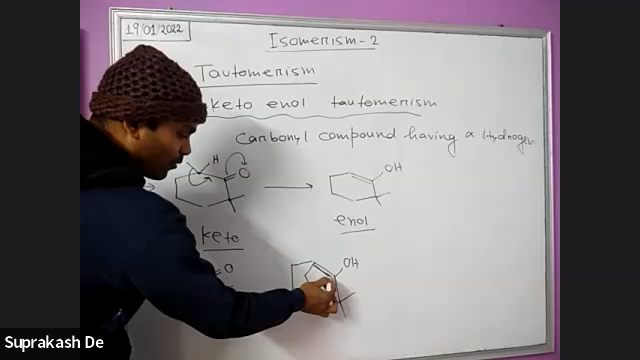 19/01/2022
Isomerism-2
Tautomerism
keto enol tautomerism
Carbonyl compound having α Hydrogen
H
O
OH
keto
enol
O
OH
Suprakash De